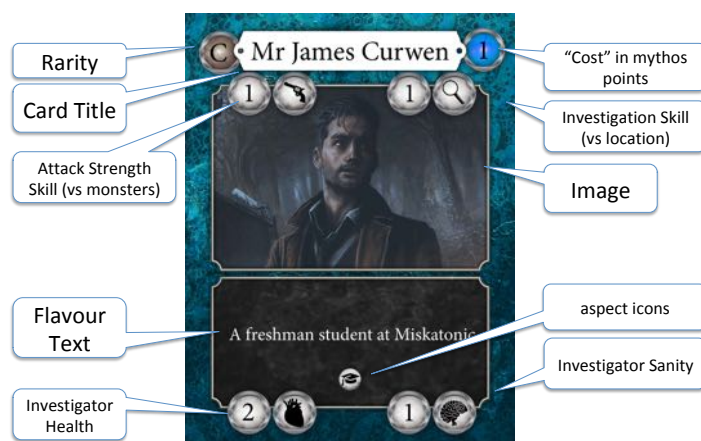 Rarity
C
Mr James Curwen
1
“Cost” in mythos
points
Card Title
1
1
Investigation Skill
(vs location)
Attack Strength
Skill (vs monsters)
Image
Flavour
Text
A freshman student at Miskatonic
aspect icons
Investigator Sanity
Investigator
Health
2
1